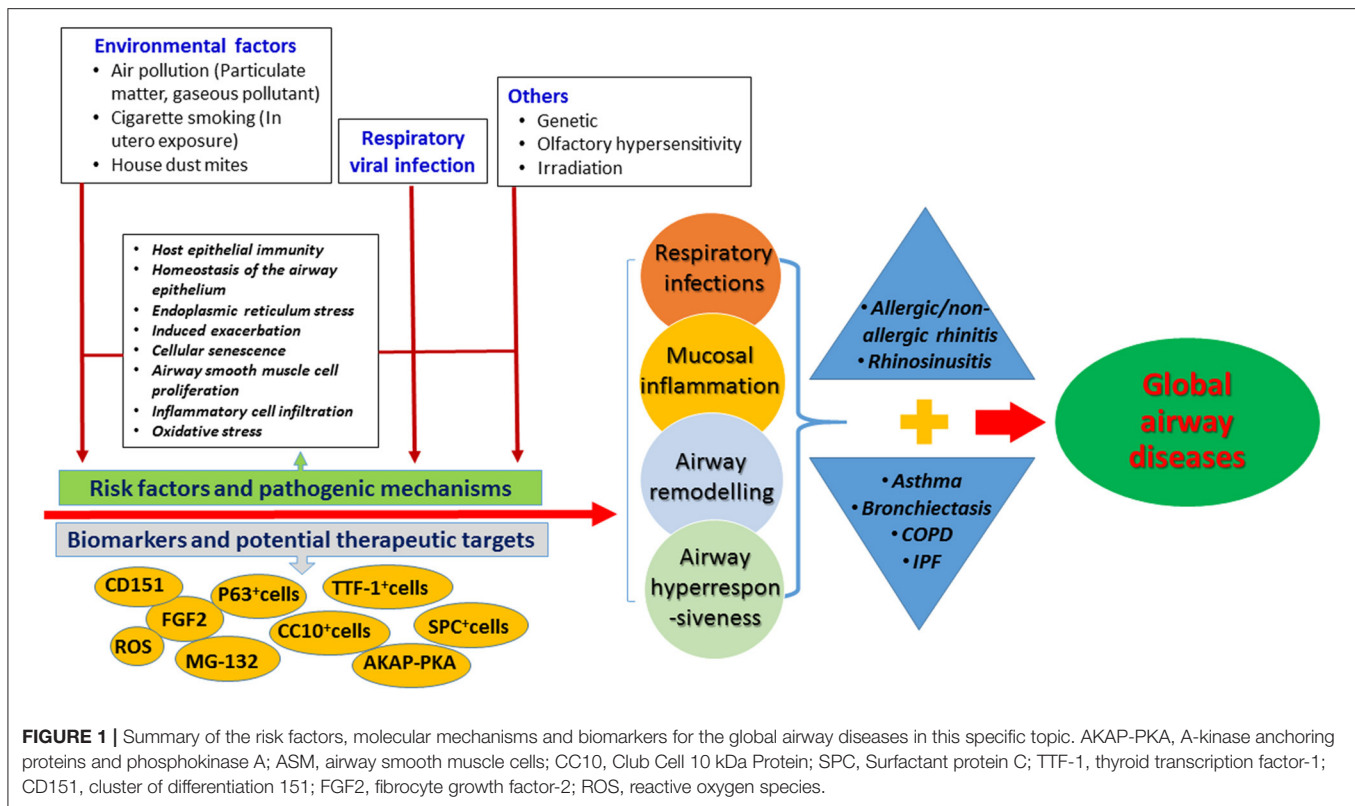 Environmental factors
• Air pollution (Particulate
matter, gaseous pollutant)
• Cigarette smoking (In
utero exposure)
• House dust mites
Respiratory
viral infection
Others
• Genetic
• Olfactory hypersensitivity
• Irradiation
• Host epithelial immunity
• Homeostasis of the airway
epithelium
• Endoplasmic reticulum stress
• Induced exacerbation
• Cellular senescence
• Airway smooth muscle cell
proliferation
• Inflammatory cell infiltration
• Oxidative stress
Risk factors and pathogenic mechanisms
Biomarkers and potential therapeutic targets
CD151
P63+cells
TTF-1+cells
FGF2
CC10+cells
SPC+cells
ROS
MG-132
AKAP-PKA
Respiratory
infections
Mucosal
inflammation
Airway
remodelling
Airway
hyperrespon
-siveness
• Allergic/non-
allergic rhinitis
• Rhinosinusitis
• Asthma
• Bronchiectasis
• COPD
• IPF
Global
airway
diseases
FIGURE 1 | Summary of the risk factors, molecular mechanisms and biomarkers for the global airway diseases in this specific topic. AKAP-PKA, A-kinase anchoring
proteins and phosphokinase A; ASM, airway smooth muscle cells; CC10, Club Cell 10 kDa Protein; SPC, Surfactant protein C; TTF-1, thyroid transcription factor-1;
CD151, cluster of differentiation 151; FGF2, fibrocyte growth factor-2; ROS, reactive oxygen species.